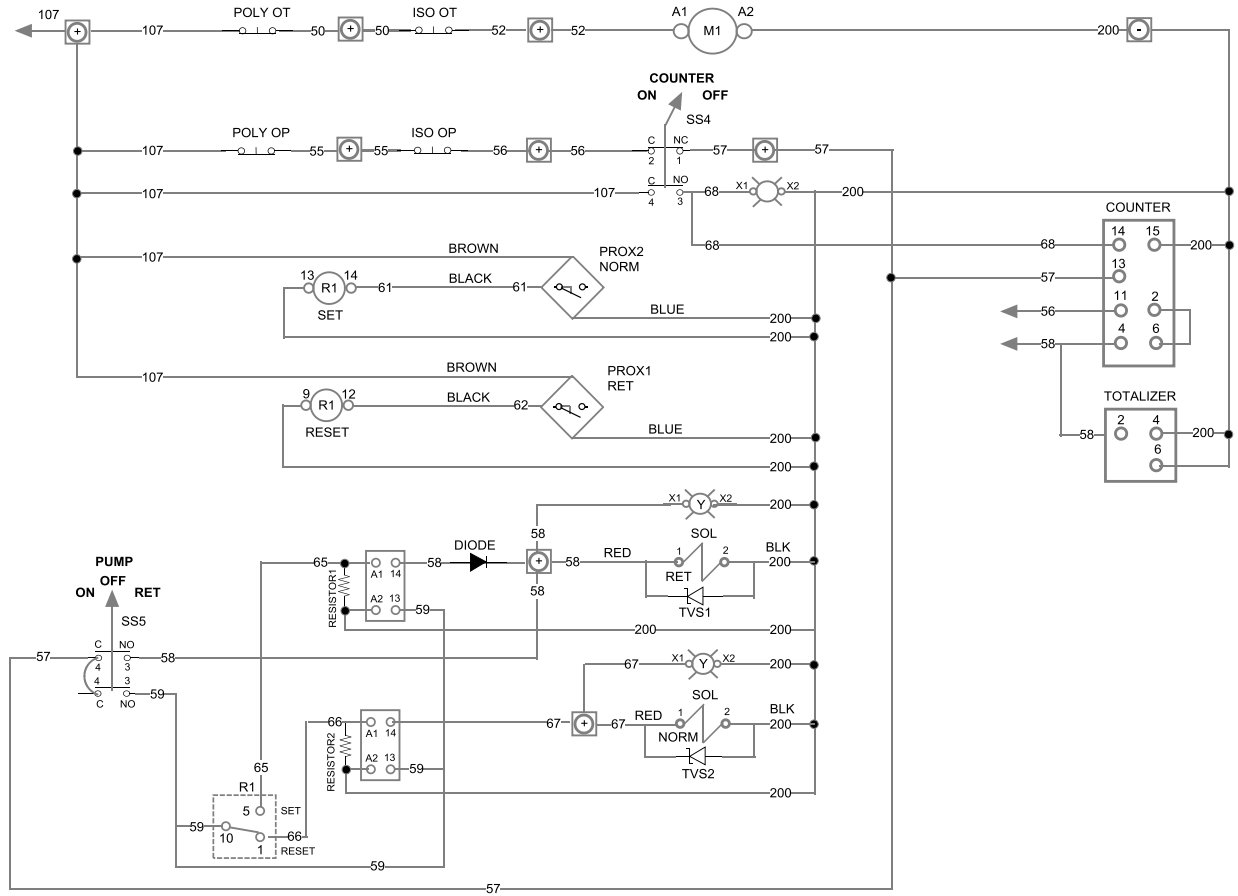 107
POLY OT
ISO OT
A1
A2
107
50
50
52
52
M1
200
+
+
+
-
COUNTER
ON OFF
SS4
POLY OP
ISO OP
C NC
107
55
55
56
56
2 1
57
57
+
+
+
C NO
107
107
4 3
68
X1
X2
200
COUNTER
14 15
68
68
200
BROWN
PROX2
NORM
107
13
13 14
BLACK
R1
61
61
57
SET
BLUE
200
11 2
56
200
4 6
58
BROWN
PROX1
RET
107
9 12
BLACK
R1
62
TOTALIZER
RESET
BLUE
2 4
58
200
200
6
200
X1
Y
X2
200
58
SOL
DIODE
65
A1 14
58
+
58
RED
1 2
BLK
200
RET
PUMP
OFF
ON RET
RESISTOR1
A2 13
59
58
TVS1
SS5
200
200
C NO
57
4 3
58
67
X1
Y
X2
200
4 3
59
C NO
SOL
66
A1 14
67
+
67
RED
1 2
BLK
200
NORM
RESISTOR2
A2 13
59
TVS2
65
200
R1
5 SET
59
10
1
66
RESET
59
57